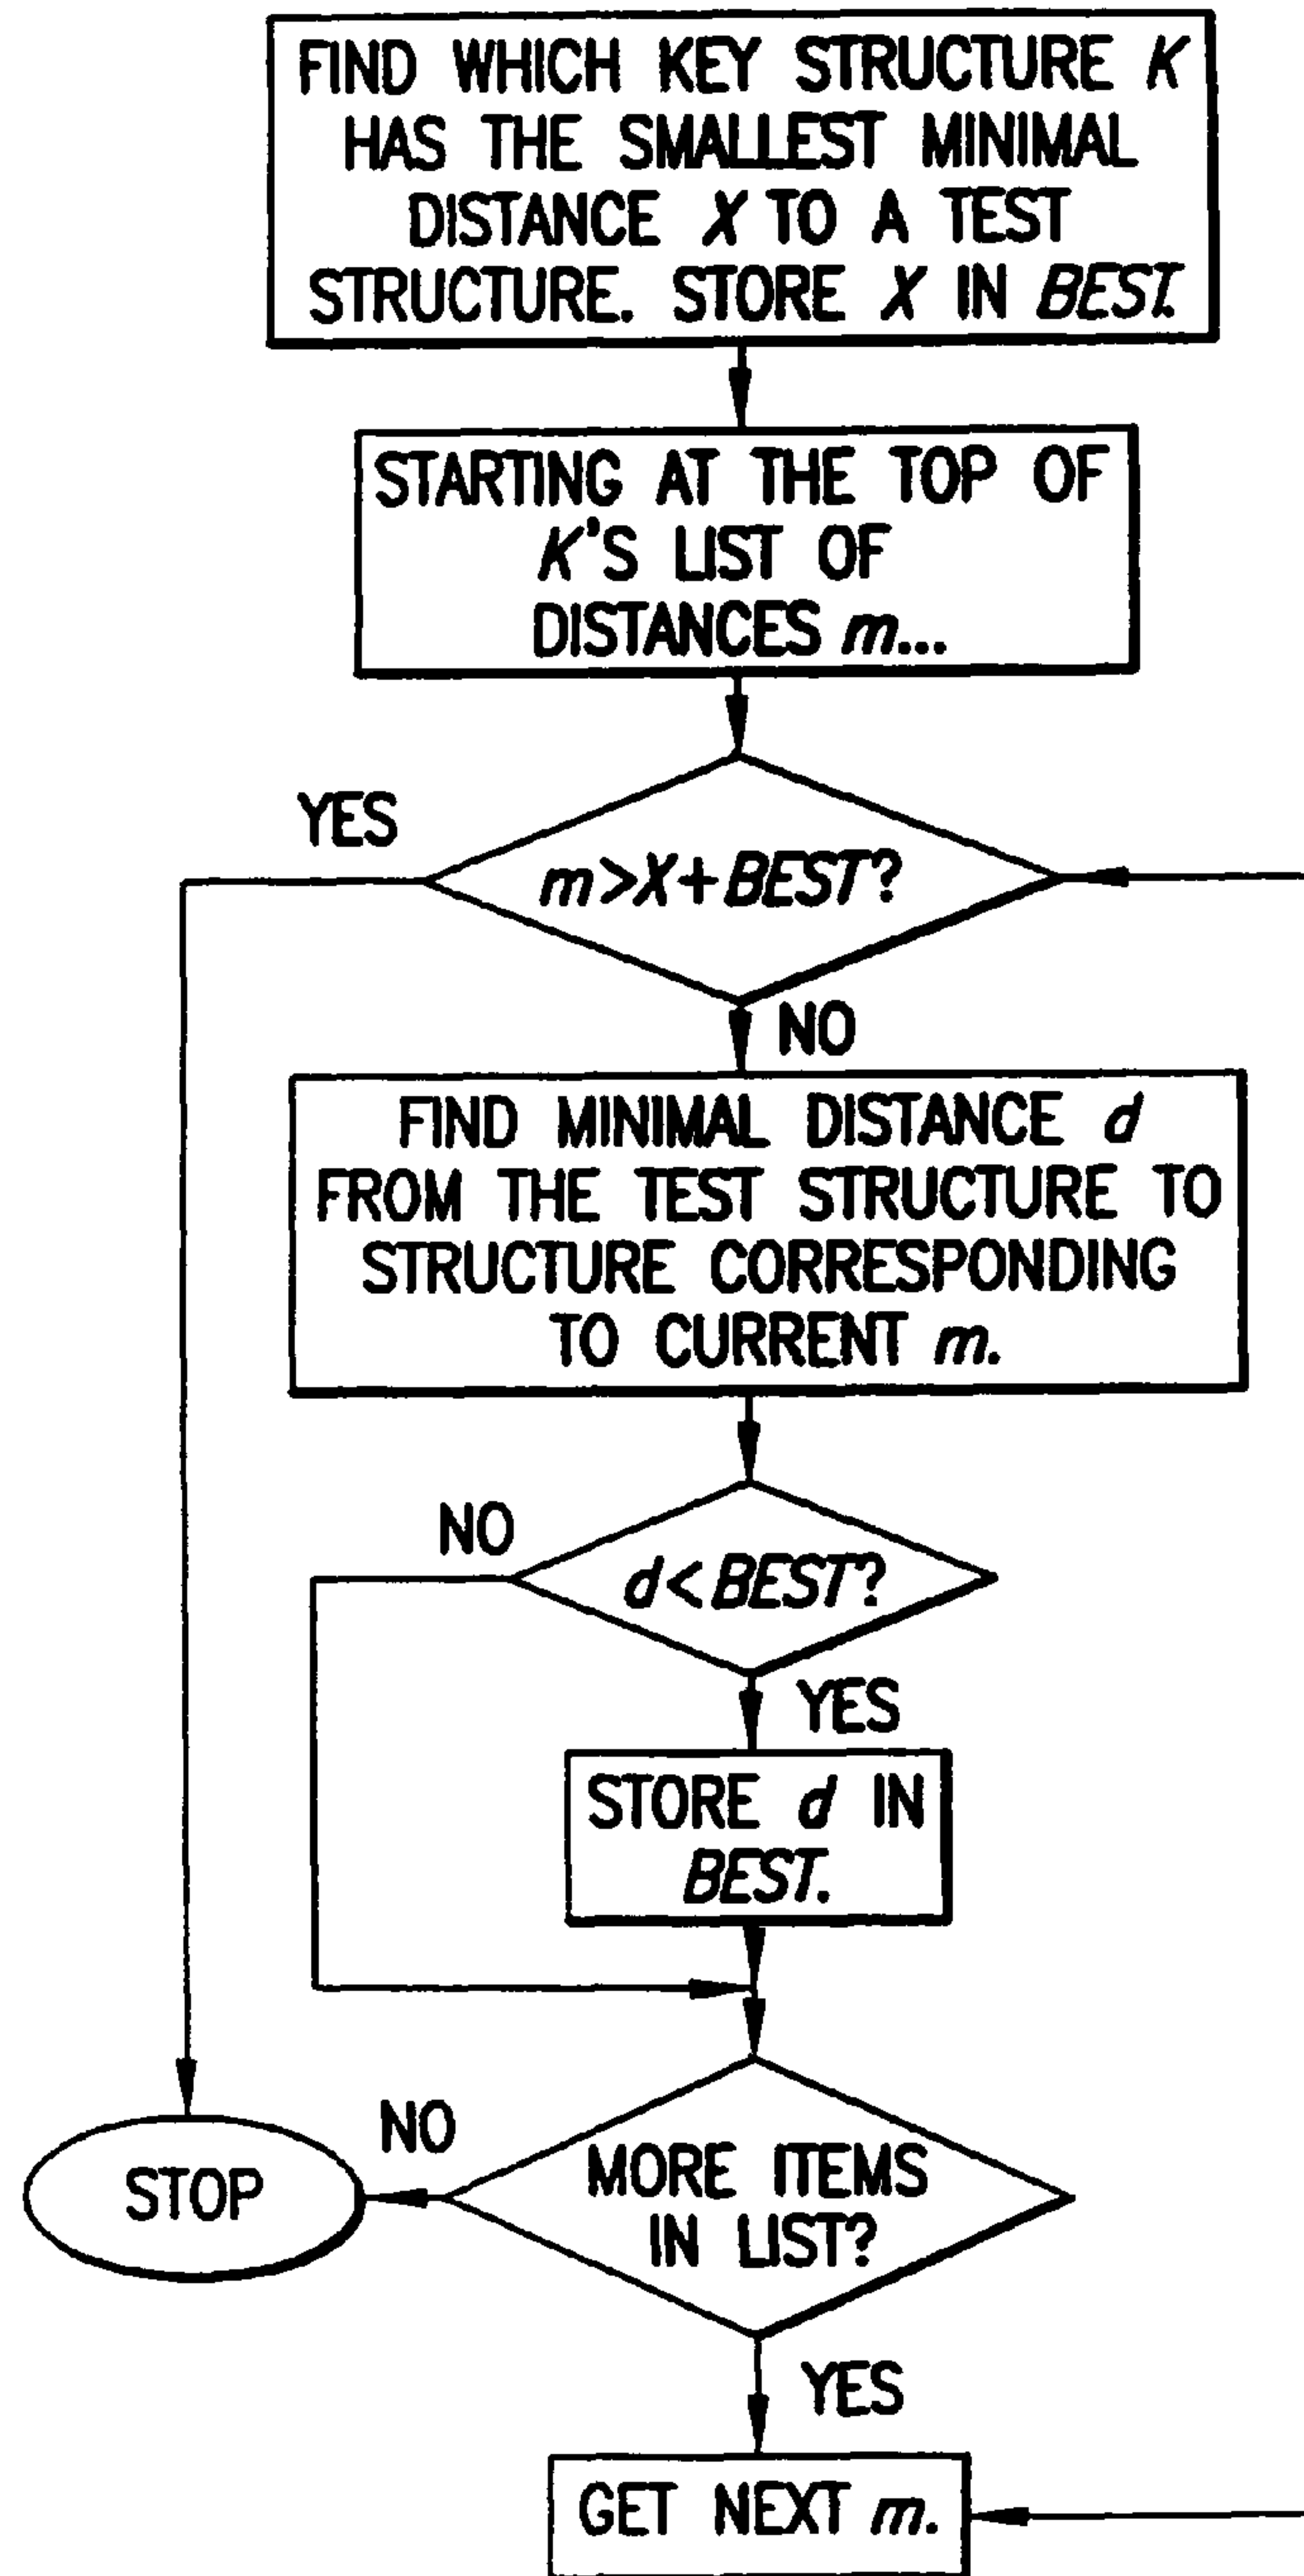 FIND WHICH KEY STRUCTURE K
HAS THE SMALLEST MINIMAL
DISTANCE X TO A TEST
STRUCTURE. STORE X IN BEST.
STARTING AT THE TOP OF
K'S LIST OF
DISTANCES m...
YES
m>X+BEST?
NO
FIND MINIMAL DISTANCE d
FROM THE TEST STRUCTURE TO
STRUCTURE CORRESPONDING
TO CURRENT m.
NO
d<BEST?
YES
STORE d IN
BEST.
NO
STOP
MORE ITEMS
IN LIST?
YES
GET NEXT m.